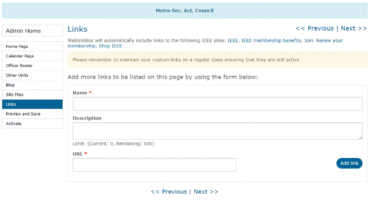 Metro Sec. Act. Council
Admin Home
Home Page
Calendar Page
Officer Roster
Other Units
Blog
Site Files
Links
Preview and Save
Activate
Links
<< Previous | Next >>
WebInABox will automatically include links to the following IEEE sites: IEEE, IEEE membership benefits, Join, Renew your
membership, Shop IEEE
Please remember to maintain your custom links on a regular basis ensuring that they are still active
Add more links to be listed on this page by using the form below:
Name *
Description
Limit: (Current: 0, Remaining: 500)
URL *
Add link
<< Previous | Next >>